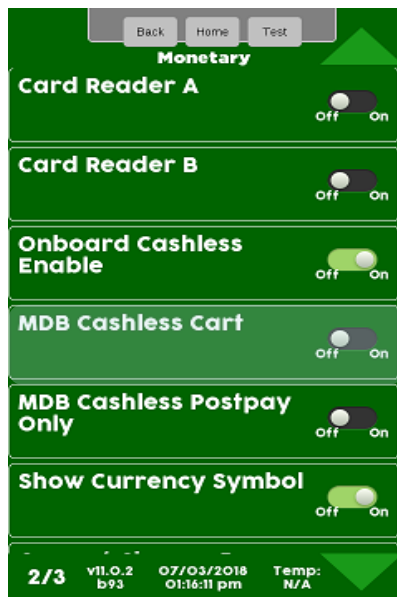 Back Home Test
Monetary
Card Reader A
Off On
Card Reader B
Off On
Onboard Cashless
Enable
Off On
MDB Cashless Cart
Off On
MDB Cashless Postpay
Only
Off On
Show Currency Symbol
Off On
2/3 v11.0.2 07/03/2018 Temp:
b93 01:16:11 pm N/A